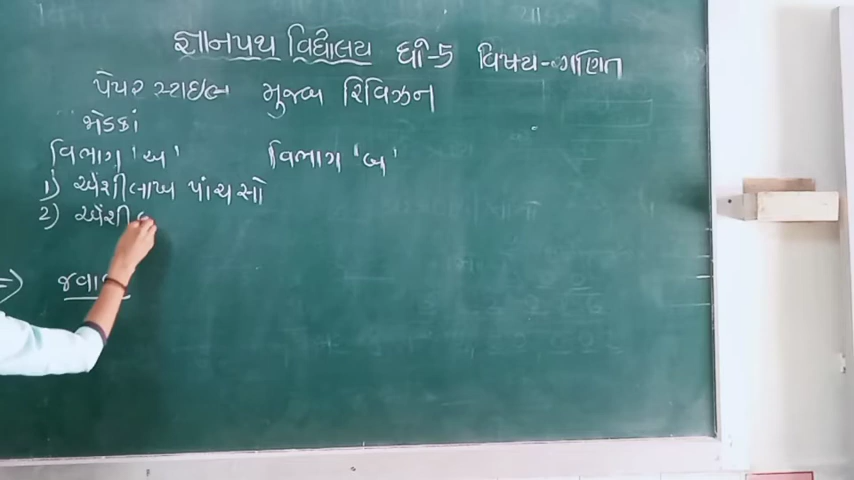 જ્ઞાનપથ વિદ્યાલય ધો-5 વિષય-ગણિત
પેપર સ્ટાઇલ મુજબ રિવિઝન
જોડકાં
વિભાગ 'અ' વિભાગ 'બ'
1) એંશીલાખ પાંચસો
2) એંશી
=> જવાબ